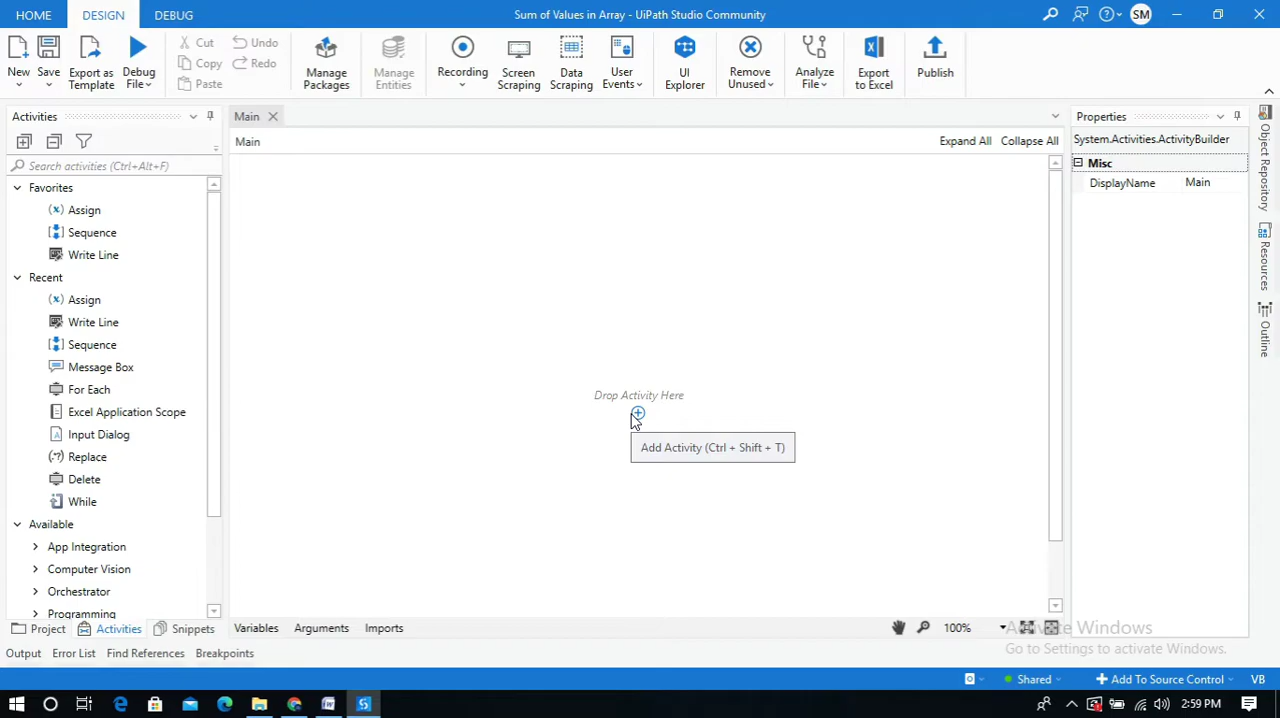 HOME DESIGN DEBUG Sum of Values in Array - UiPath Studio Community SM
New Save Export as Template Debug File Cut Copy Paste Undo Redo Manage Packages Manage Entities Recording Screen Scraping Data Scraping User Events UI Explorer Remove Unused Analyze File Export to Excel Publish
Activities Main Properties
Main Expand All Collapse All System.Activities.ActivityBuilder
Search activities (Ctrl+Alt+F) Misc
DisplayName Main
Favorites
Assign
Sequence
Write Line
Recent
Assign
Write Line
Sequence
Message Box
For Each
Excel Application Scope
Input Dialog
Replace
Delete
While
Available
App Integration
Computer Vision
Orchestrator
Programming
Drop Activity Here
Add Activity (Ctrl + Shift + T)
Object Repository
Resources
Outline
Project Activities Snippets Variables Arguments Imports 100%
Activate Windows
Go to Settings to activate Windows.
Output Error List Find References Breakpoints
Shared Add To Source Control VB
2:59 PM